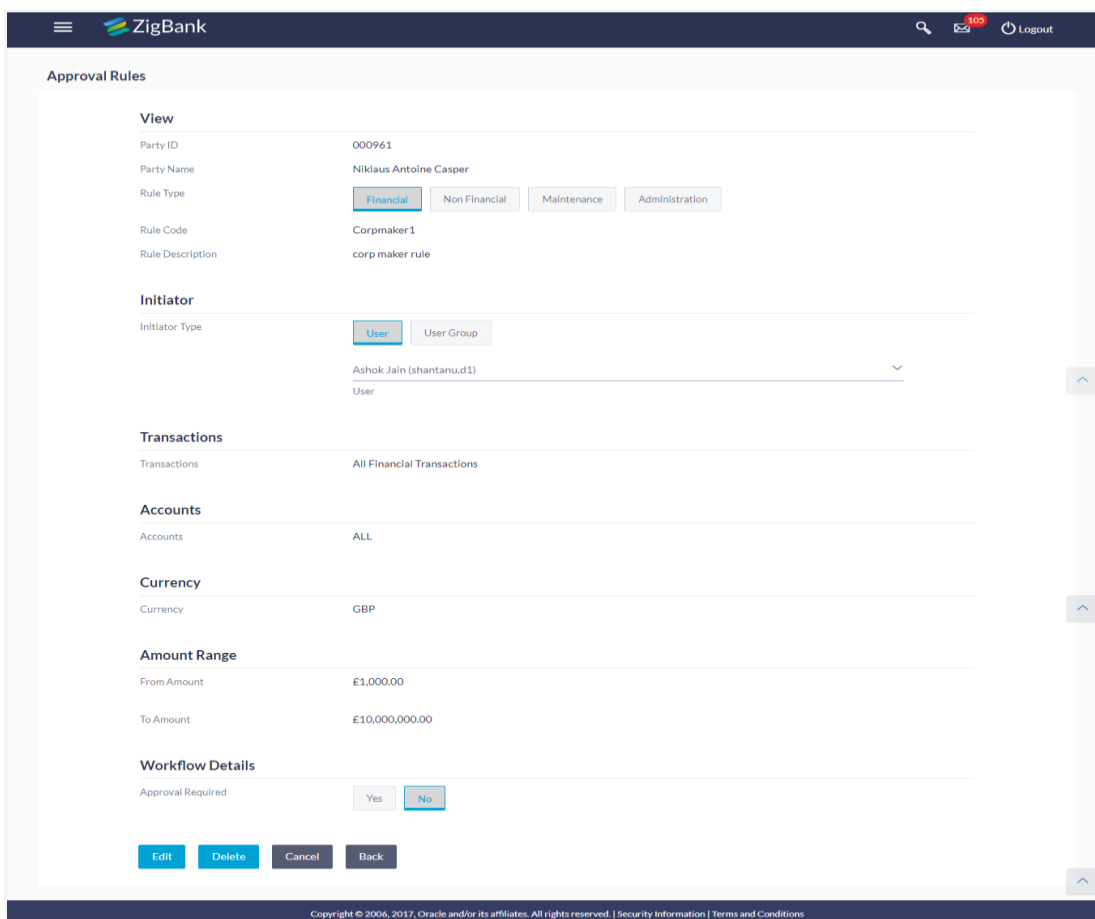 ZigBank
105
Logout
Approval Rules
View
Party ID 000961
Party Name Niklaus Antoine Casper
Rule Type Financial Non Financial Maintenance Administration
Rule Code Corpmaker1
Rule Description corp maker rule
Initiator
Initiator Type User User Group
Ashok Jain (shantanu.d1)
User
Transactions
Transactions All Financial Transactions
Accounts
Accounts ALL
Currency
Currency GBP
Amount Range
From Amount £1,000.00
To Amount £10,000,000.00
Workflow Details
Approval Required Yes No
Edit Delete Cancel Back
Copyright © 2006, 2017, Oracle and/or its affiliates. All rights reserved. | Security Information | Terms and Conditions